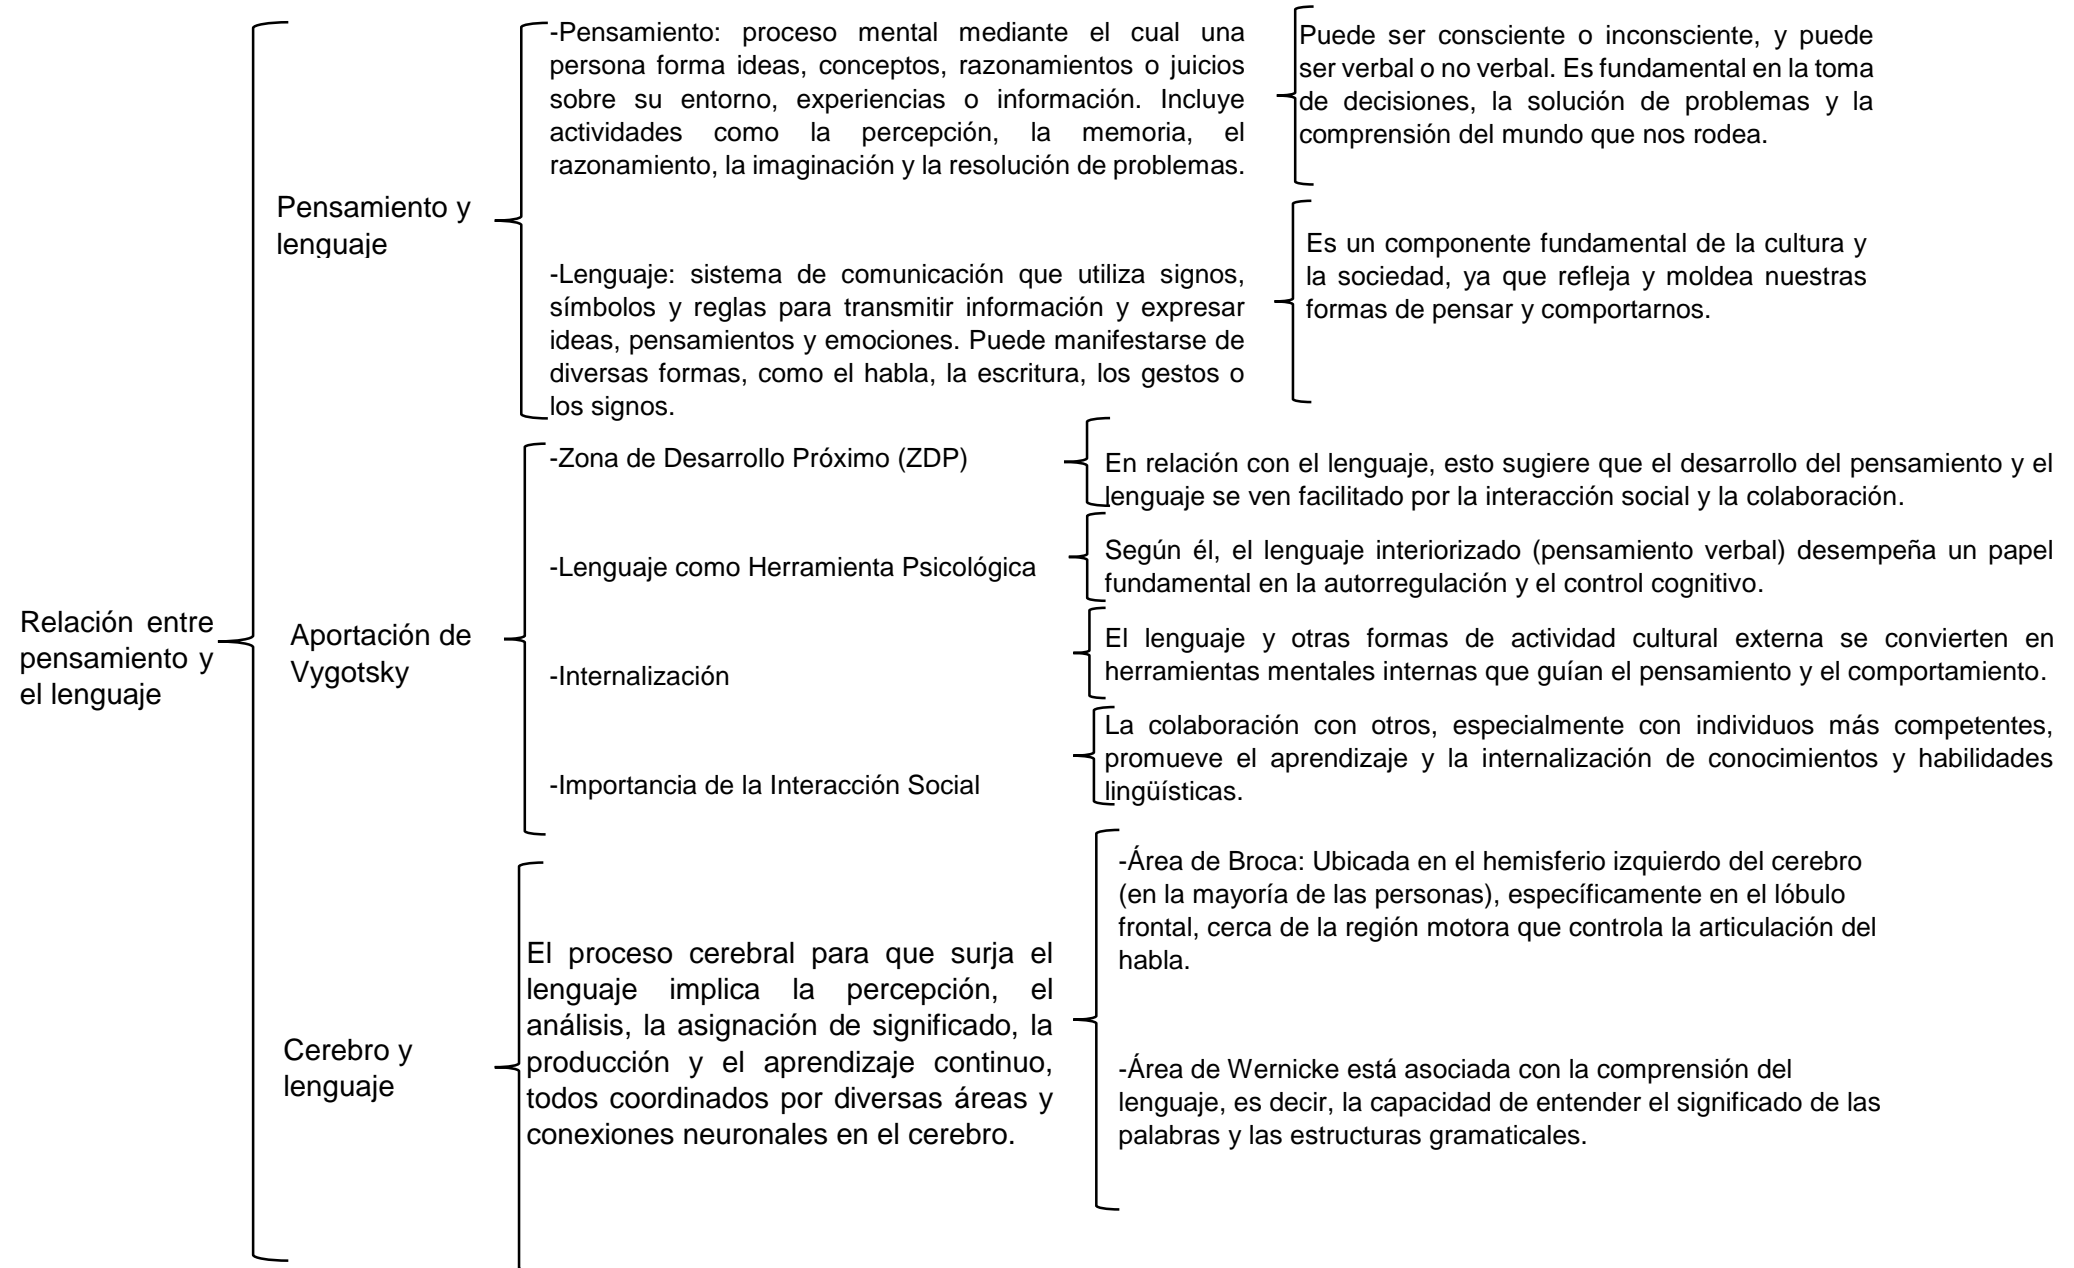 Relación entre
pensamiento y
el lenguaje
Pensamiento y
lenguaje
-Pensamiento: proceso mental mediante el cual una
persona forma ideas, conceptos, razonamientos o juicios
sobre su entorno, experiencias o información. Incluye
actividades como la percepción, la memoria, el
razonamiento, la imaginación y la resolución de problemas.
Puede ser consciente o inconsciente, y puede
ser verbal o no verbal. Es fundamental en la toma
de decisiones, la solución de problemas y la
comprensión del mundo que nos rodea.
-Lenguaje: sistema de comunicación que utiliza signos,
símbolos y reglas para transmitir información y expresar
ideas, pensamientos y emociones. Puede manifestarse de
diversas formas, como el habla, la escritura, los gestos o
los signos.
Es un componente fundamental de la cultura y
la sociedad, ya que refleja y moldea nuestras
formas de pensar y comportarnos.
Aportación de
Vygotsky
-Zona de Desarrollo Próximo (ZDP)
En relación con el lenguaje, esto sugiere que el desarrollo del pensamiento y el
lenguaje se ven facilitado por la interacción social y la colaboración.
-Lenguaje como Herramienta Psicológica
Según él, el lenguaje interiorizado (pensamiento verbal) desempeña un papel
fundamental en la autorregulación y el control cognitivo.
-Internalización
El lenguaje y otras formas de actividad cultural externa se convierten en
herramientas mentales internas que guían el pensamiento y el comportamiento.
-Importancia de la Interacción Social
La colaboración con otros, especialmente con individuos más competentes,
promueve el aprendizaje y la internalización de conocimientos y habilidades
lingüísticas.
Cerebro y
lenguaje
El proceso cerebral para que surja el
lenguaje implica la percepción, el
análisis, la asignación de significado, la
producción y el aprendizaje continuo,
todos coordinados por diversas áreas y
conexiones neuronales en el cerebro.
-Área de Broca: Ubicada en el hemisferio izquierdo del cerebro
(en la mayoría de las personas), específicamente en el lóbulo
frontal, cerca de la región motora que controla la articulación del
habla.
-Área de Wernicke está asociada con la comprensión del
lenguaje, es decir, la capacidad de entender el significado de las
palabras y las estructuras gramaticales.